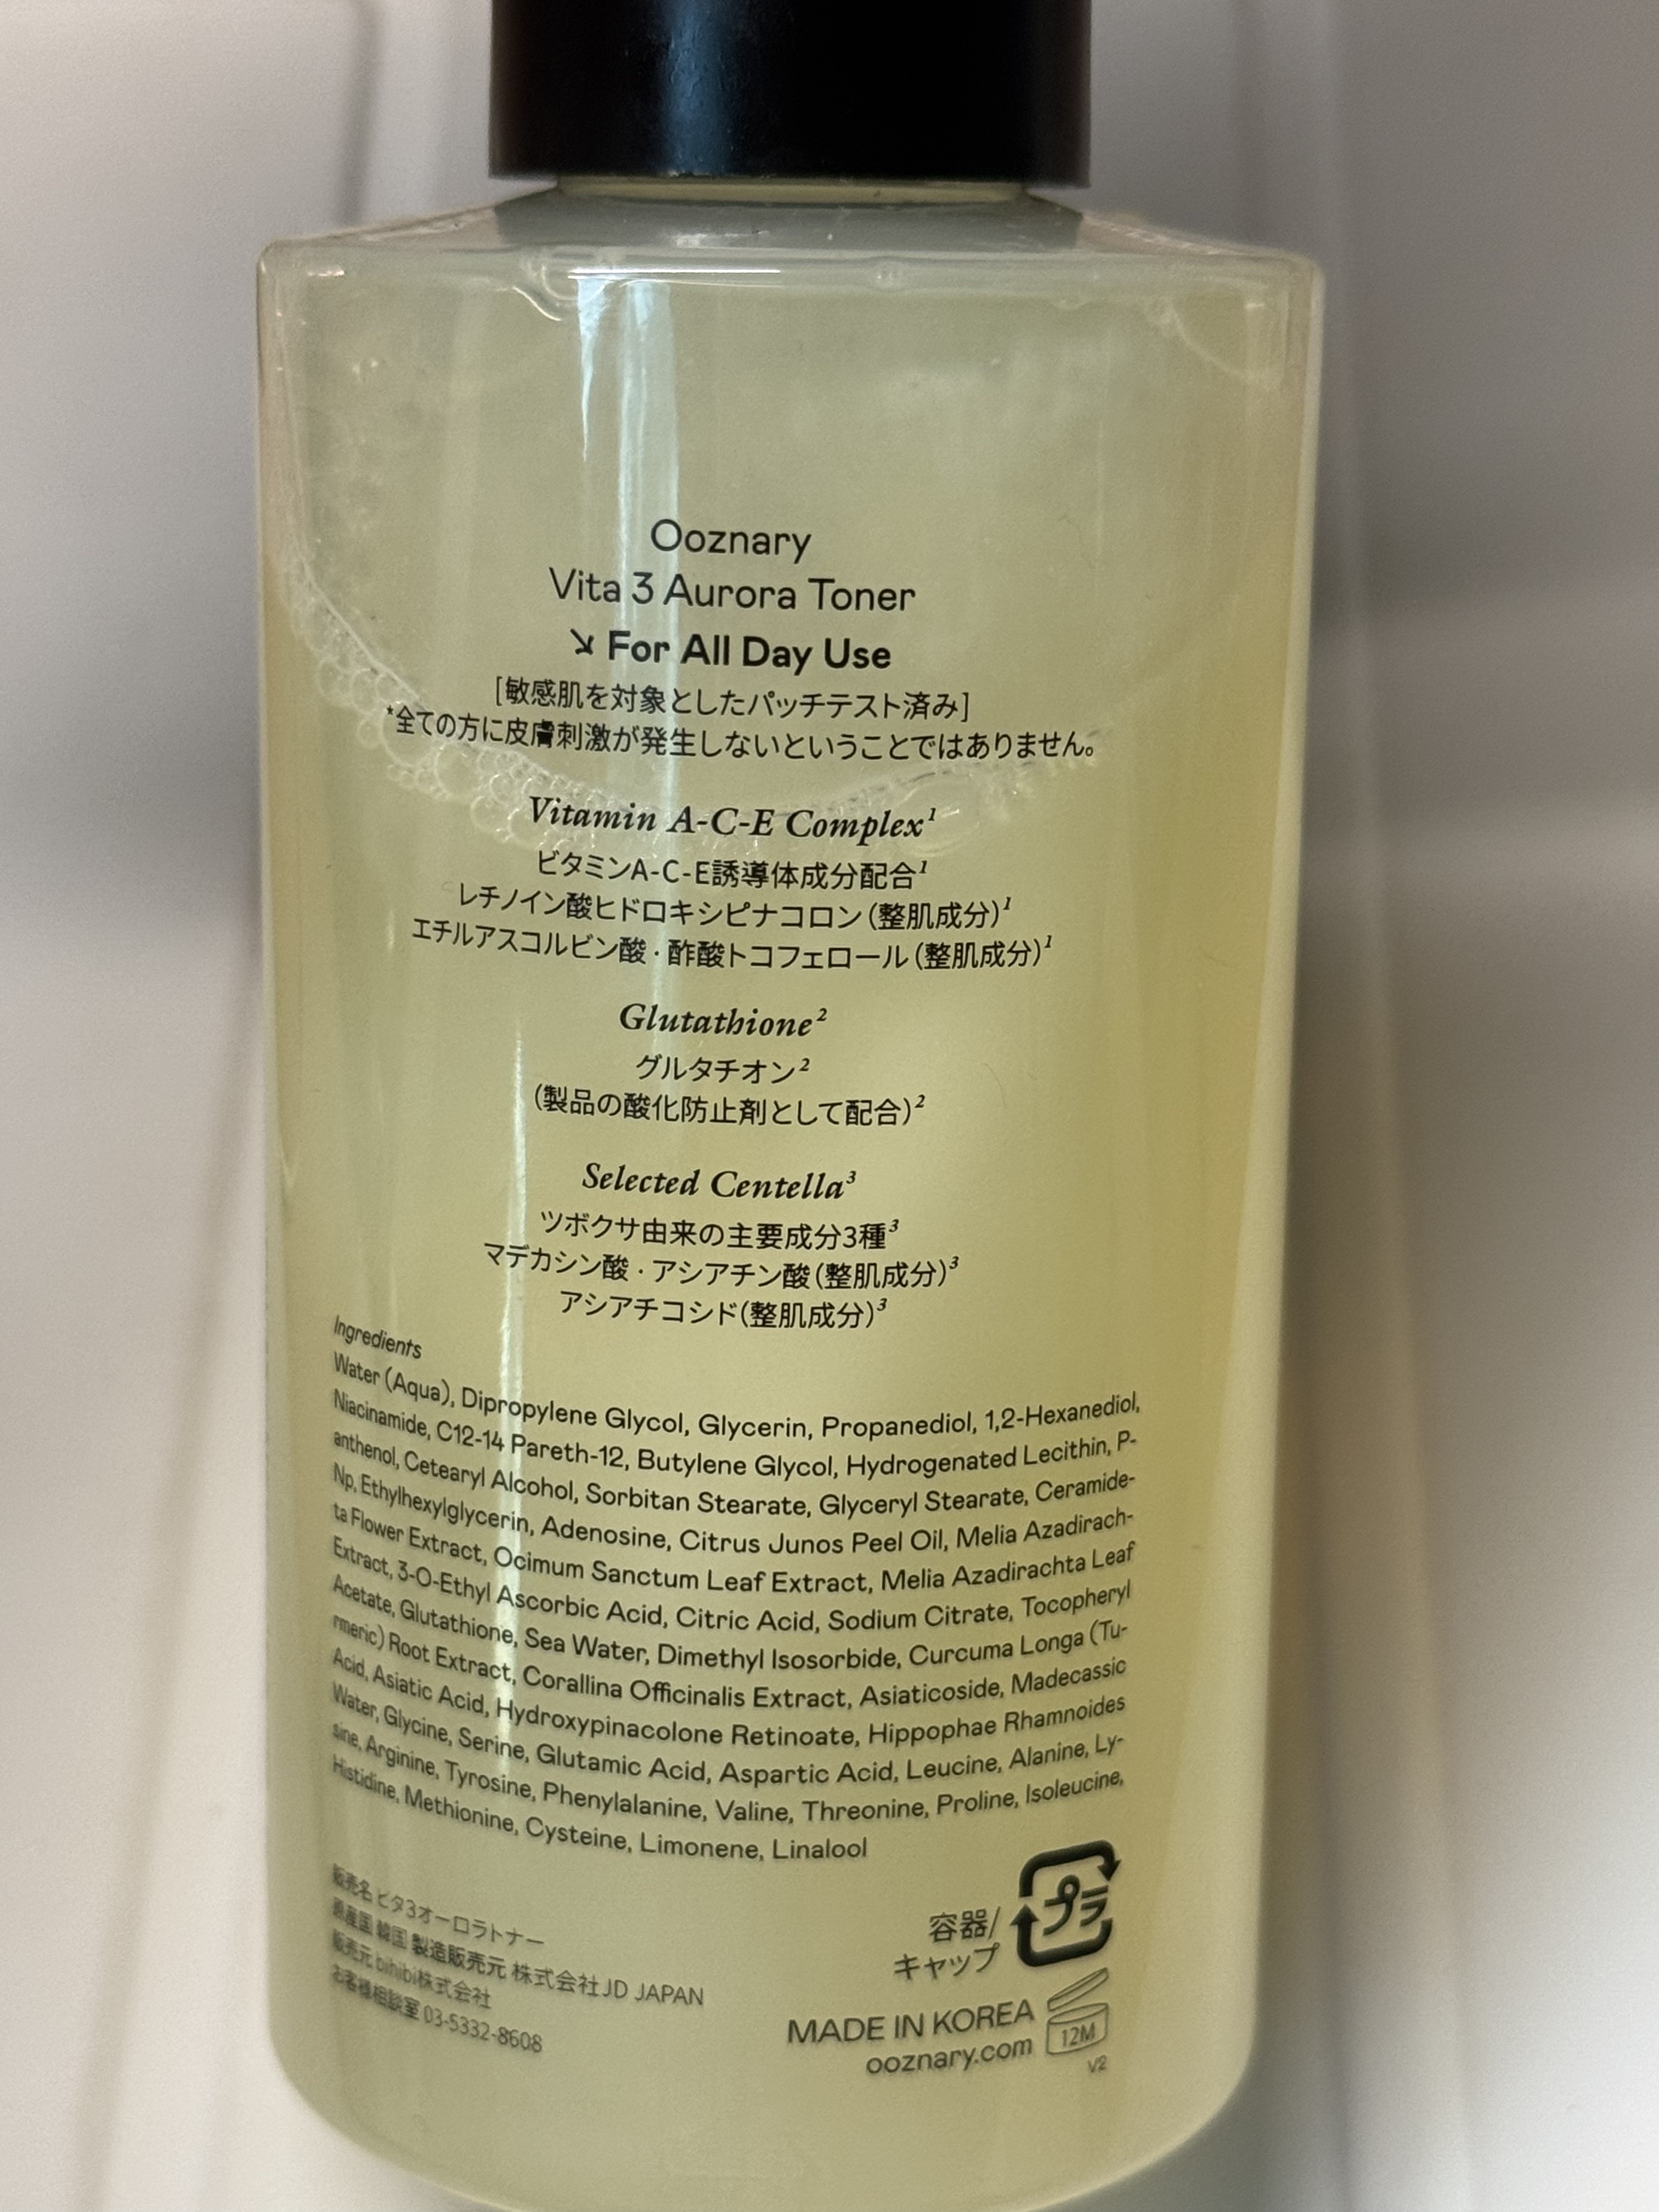 Ooznary
Vita 3 Aurora Toner
↘ For All Day Use
[敏感肌を対象としたパッチテスト済み]
*全ての方に皮膚刺激が発生しないということではありません。
Vitamin A-C-E Complex¹
ビタミンA-C-E誘導体成分配合¹
レチノイン酸ヒドロキシピナコロン(整肌成分)¹
エチルアスコルビン酸・酢酸トコフェロール(整肌成分)¹
Glutathione²
グルタチオン²
(製品の酸化防止剤として配合)²
Selected Centella³
ツボクサ由来の主要成分3種³
マデカシン酸・アシアチン酸(整肌成分)³
アシアチコシド(整肌成分)³
Ingredients
Water (Aqua), Dipropylene Glycol, Glycerin, Propanediol, 1,2-Hexanediol,
Niacinamide, C12-14 Pareth-12, Butylene Glycol, Hydrogenated Lecithin, P-
anthenol, Cetearyl Alcohol, Sorbitan Stearate, Glyceryl Stearate, Ceramide-
Np, Ethylhexylglycerin, Adenosine, Citrus Junos Peel Oil, Melia Azadirach-
ta Flower Extract, Ocimum Sanctum Leaf Extract, Melia Azadirachta Leaf
Extract, 3-O-Ethyl Ascorbic Acid, Citric Acid, Sodium Citrate, Tocopheryl
Acetate, Glutathione, Sea Water, Dimethyl Isosorbide, Curcuma Longa (Tu-
rmeric) Root Extract, Corallina Officinalis Extract, Asiaticoside, Madecassic
Acid, Asiatic Acid, Hydroxypinacolone Retinoate, Hippophae Rhamnoides
Water, Glycine, Serine, Glutamic Acid, Aspartic Acid, Leucine, Alanine, Ly-
sine, Arginine, Tyrosine, Phenylalanine, Valine, Threonine, Proline, Isoleucine,
Histidine, Methionine, Cysteine, Limonene, Linalool
販売名 ビタ3オーロラトナー
原産国 韓国 製造販売元 株式会社JD JAPAN
販売元 bihibi株式会社
お客様相談室 03-5332-8608
容器/
キャップ
プラ
MADE IN KOREA
ooznary.com
12M
V2